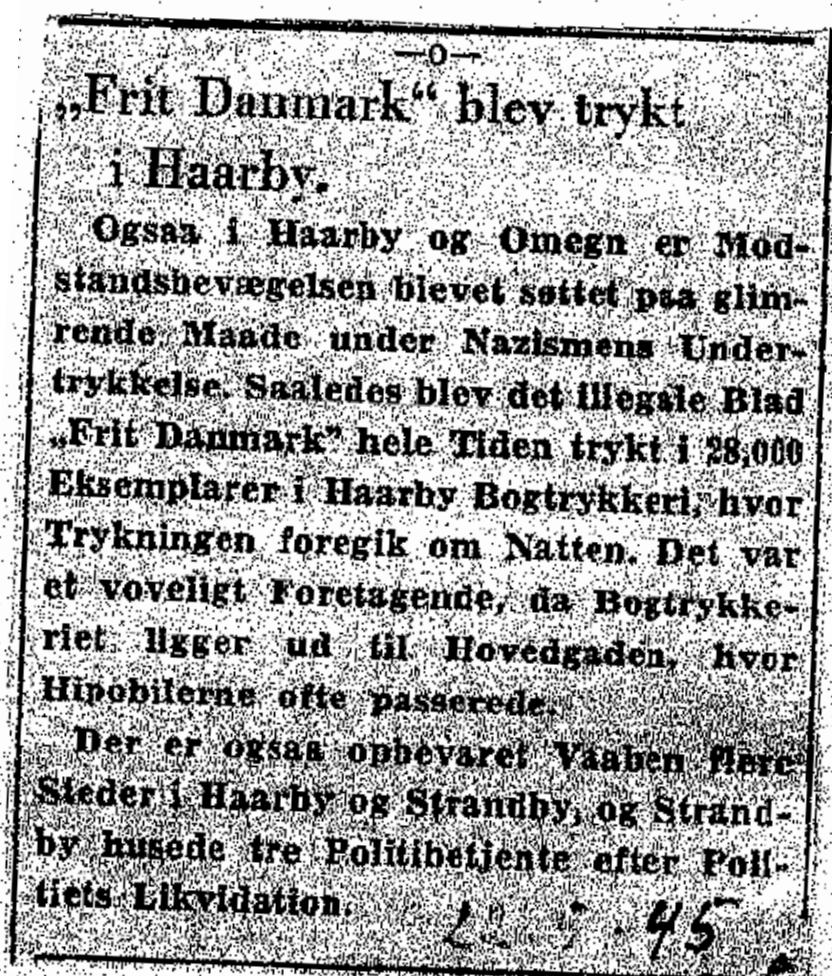 —o—
„Frit Danmark“ blev trykt
i Haarby.
Ogsaa i Haarby og Omegn er Mod-
standsbevægelsen blevet søttet paa glim-
rende Maade under Nazismens Under-
trykkelse. Saaledes blev det illegale Blad
„Frit Danmark” hele Tiden trykt i 28,000
Eksemplarer i Haarby Bogtrykkeri, hvor
Trykningen foregik om Natten. Det var
et voveligt Foretagende, da Bogtrykke-
riet ligger ud til Hovedgaden, hvor
Hipobilerne ofte passerede.
Der er ogsaa opbevaret Vaaben flere
Steder i Haarby og Strandby, og Strand-
by husede tre Politibetjente efter Poli-
tiets Likvidation.
45